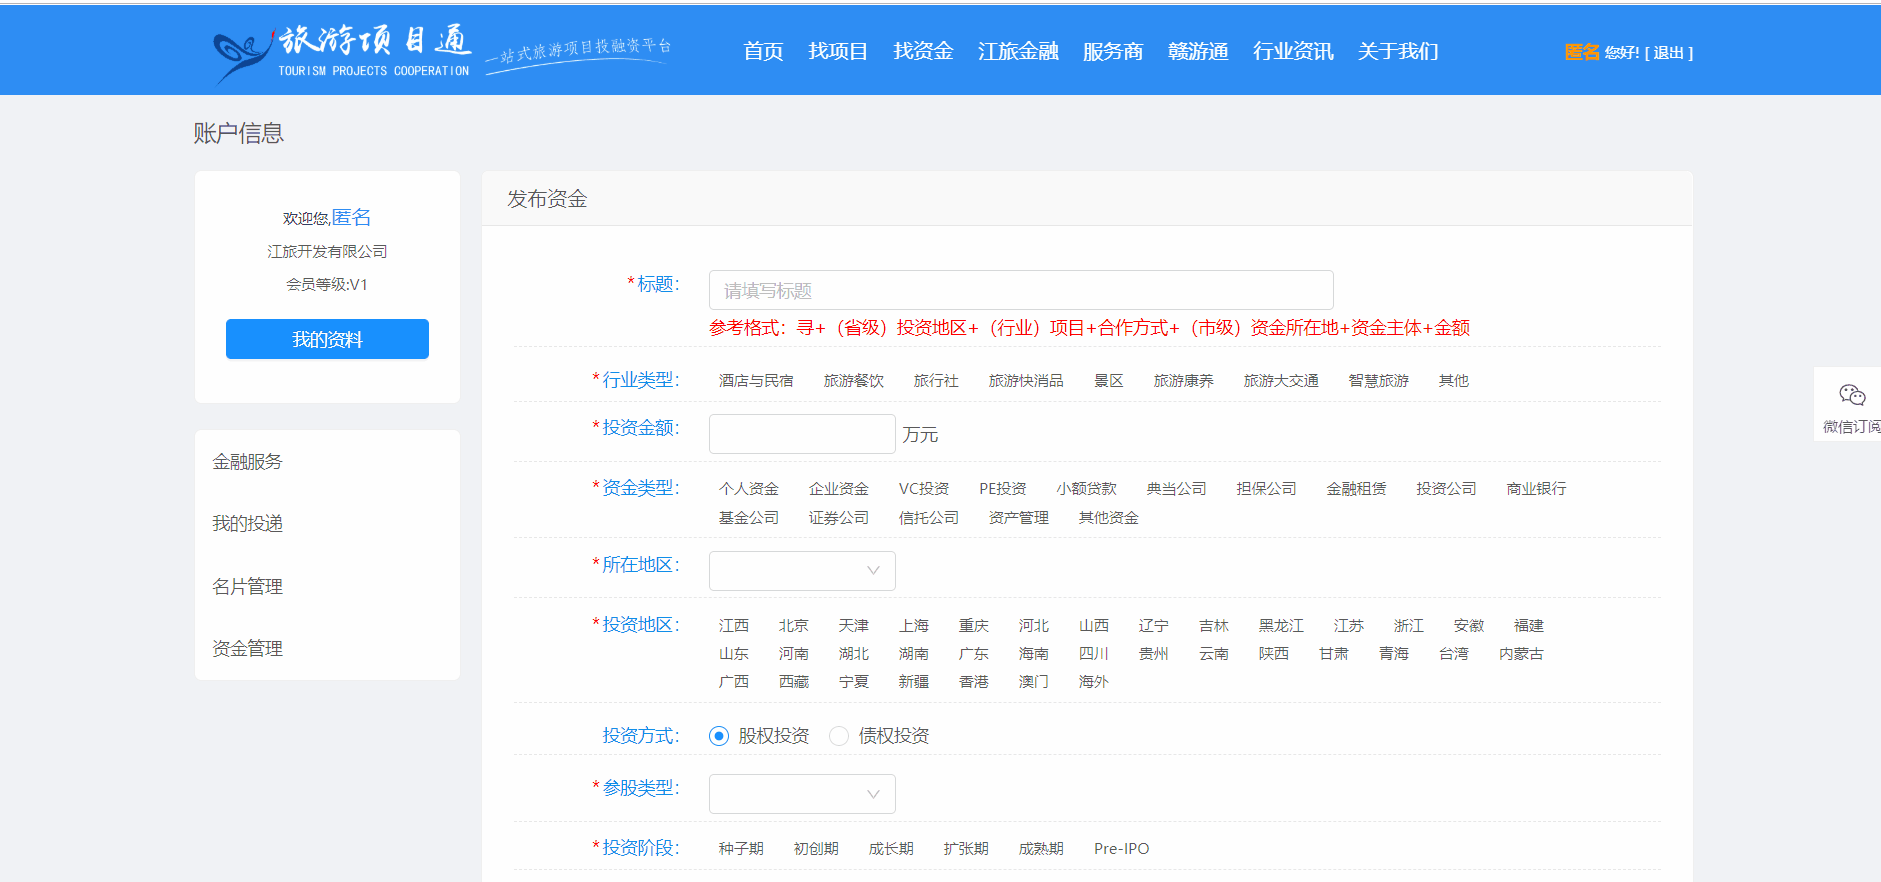 旅游项目通
TOURISM PROJECTS COOPERATION
一站式旅游项目投融资平台
首页 找项目 找资金 江旅金融 服务商 赣游通 行业资讯 关于我们
匿名 您好! [ 退出 ]
账户信息
欢迎您,匿名
江旅开发有限公司
会员等级:V1
我的资料
金融服务
我的投递
名片管理
资金管理
发布资金
*标题: 请填写标题
参考格式：寻+（省级）投资地区+（行业）项目+合作方式+（市级）资金所在地+资金主体+金额
*行业类型: 酒店与民宿 旅游餐饮 旅行社 旅游快消品 景区 旅游康养 旅游大交通 智慧旅游 其他
*投资金额: 万元
*资金类型: 个人资金 企业资金 VC投资 PE投资 小额贷款 典当公司 担保公司 金融租赁 投资公司 商业银行
基金公司 证券公司 信托公司 资产管理 其他资金
*所在地区:
*投资地区: 江西 北京 天津 上海 重庆 河北 山西 辽宁 吉林 黑龙江 江苏 浙江 安徽 福建
山东 河南 湖北 湖南 广东 海南 四川 贵州 云南 陕西 甘肃 青海 台湾 内蒙古
广西 西藏 宁夏 新疆 香港 澳门 海外
投资方式: 股权投资 债权投资
*参股类型:
*投资阶段: 种子期 初创期 成长期 扩张期 成熟期 Pre-IPO
微信订阅